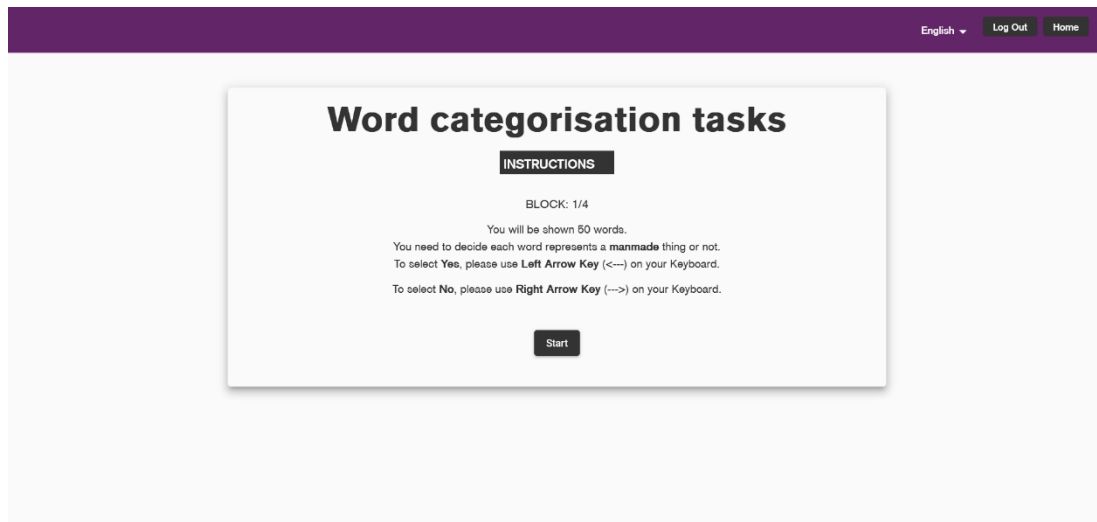 English
Log Out
Home
Word categorisation tasks
INSTRUCTIONS
BLOCK: 1/4
You will be shown 50 words.
You need to decide each word represents a manmade thing or not.
To select Yes, please use Left Arrow Key (<---) on your Keyboard.
To select No, please use Right Arrow Key (--->) on your Keyboard.
Start